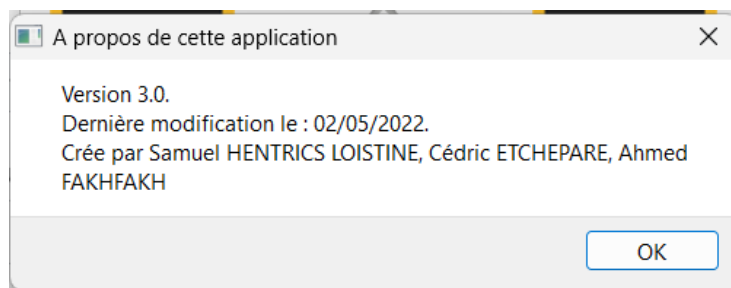 A propos de cette application
Version 3.0.
Dernière modification le : 02/05/2022.
Crée par Samuel HENTRICS LOISTINE, Cédric ETCHEPARE, Ahmed
FAKHFAKH
OK